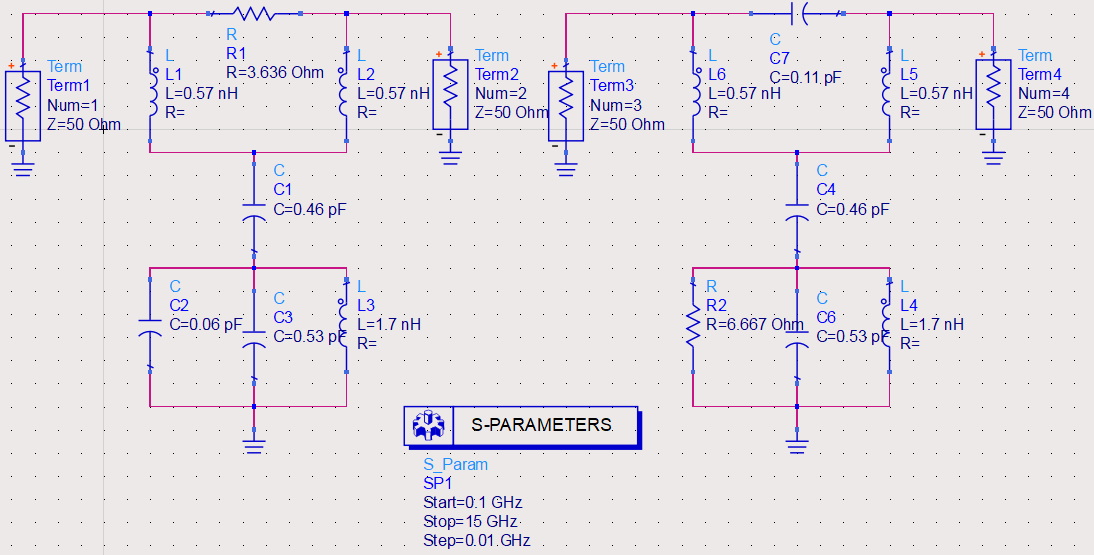 R
R1
R=3.636 Ohm
L
L1
L=0.57 nH
R=
L
L2
L=0.57 nH
R=
+
Term
Term1
Num=1
Z=50 Ohm
-
+
Term
Term2
Num=2
Z=50 Ohm
-
C
C1
C=0.46 pF
C
C2
C=0.06 pF
C
C3
C=0.53 pF
L
L3
L=1.7 nH
R=
C
C7
C=0.11 pF
+
Term
Term3
Num=3
Z=50 Ohm
-
L
L6
L=0.57 nH
R=
L
L5
L=0.57 nH
R=
+
Term
Term4
Num=4
Z=50 Ohm
-
C
C4
C=0.46 pF
R
R2
R=6.667 Ohm
C
C6
C=0.53 pF
L
L4
L=1.7 nH
R=
S-PARAMETERS
S_Param
SP1
Start=0.1 GHz
Stop=15 GHz
Step=0.01 GHz